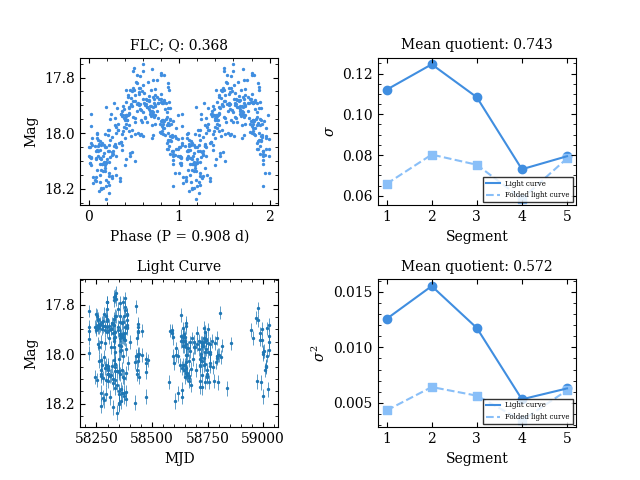 FLC; Q: 0.368
Mag
17.8
18.0
18.2
0
1
2
Phase (P = 0.908 d)
Mean quotient: 0.743
σ
0.12
0.10
0.08
0.06
Light curve
Folded light curve
1
2
3
4
5
Segment
Light Curve
Mag
17.8
18.0
18.2
58250
58500
58750
59000
MJD
Mean quotient: 0.572
σ²
0.015
0.010
0.005
Light curve
Folded light curve
1
2
3
4
5
Segment